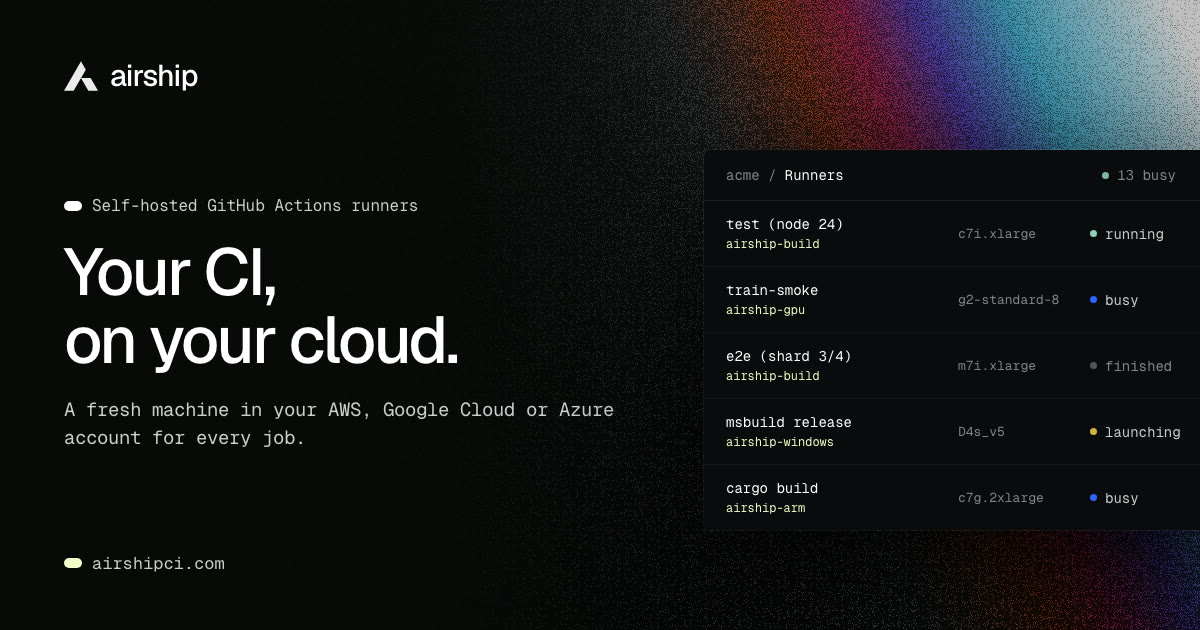 airship
Self-hosted GitHub Actions runners
Your CI,
on your cloud.
A fresh machine in your AWS, Google Cloud or Azure
account for every job.
airshipci.com
acme / Runners
13 busy
test (node 24)
airship-build
c7i.xlarge
running
train-smoke
airship-gpu
g2-standard-8
busy
e2e (shard 3/4)
airship-build
m7i.xlarge
finished
msbuild release
airship-windows
D4s_v5
launching
cargo build
airship-arm
c7g.2xlarge
busy